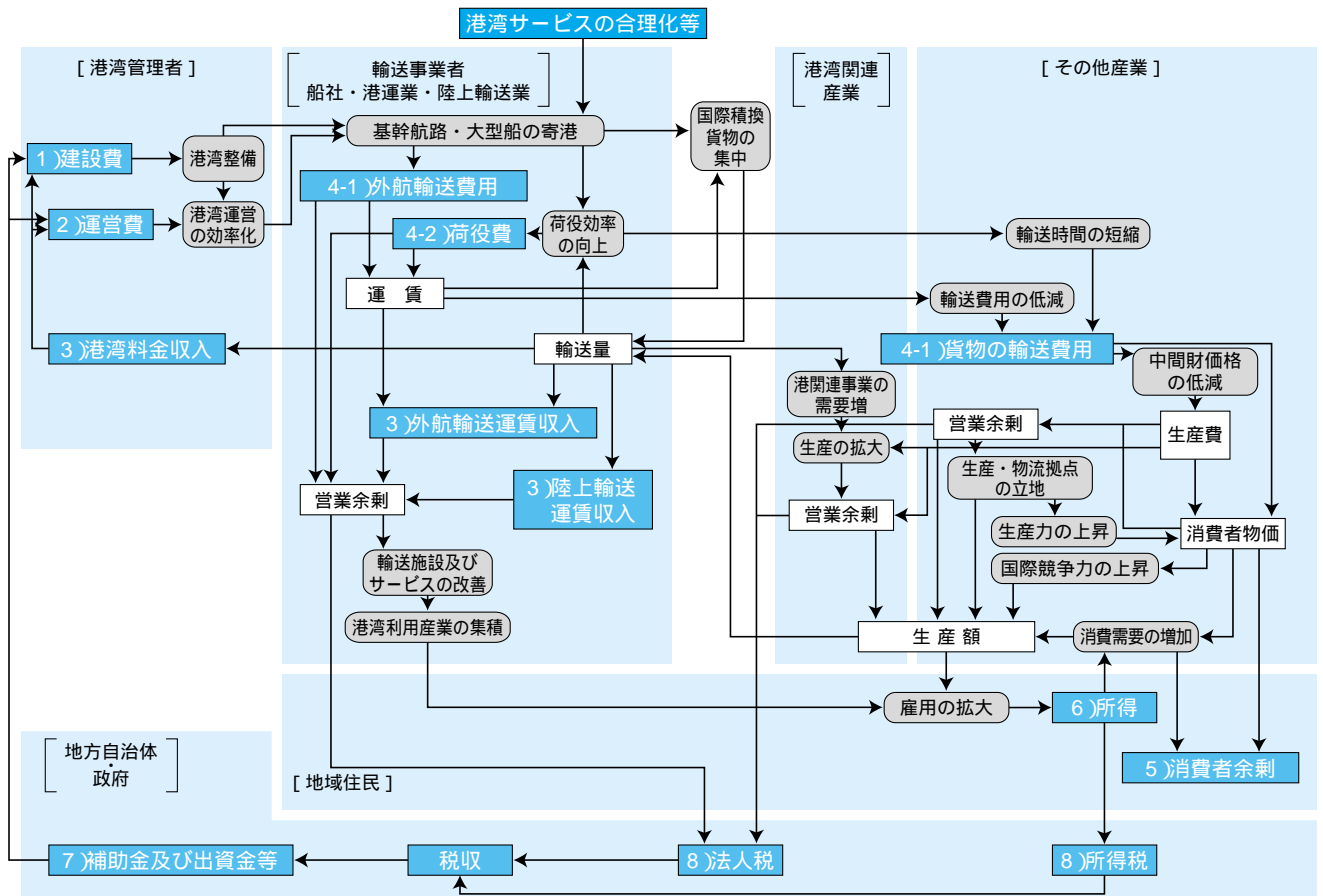 港湾サービスの合理化等
[ 港湾管理者 ]
輸送事業者
船社・港運業・陸上輸送業
港湾関連
産業
[ その他産業 ]
基幹航路・大型船の寄港
国際積換
貨物の
集中
1 )建設費
港湾整備
4-1 )外航輸送費用
2 )運営費
港湾運営
の効率化
4-2 )荷役費
荷役効率
の向上
輸送時間の短縮
運 賃
輸送費用の低減
3 )港湾料金収入
輸送量
4-1 )貨物の輸送費用
中間財価格
の低減
港関連事業の
需要増
3 )外航輸送運賃収入
営業余剰
生産費
生産の拡大
生産・物流拠点
の立地
営業余剰
3 )陸上輸送
運賃収入
営業余剰
生産力の上昇
消費者物価
輸送施設及び
サービスの改善
国際競争力の上昇
港湾利用産業の集積
生 産 額
消費需要の増加
雇用の拡大
6 )所得
地方自治体
・
政府
[ 地域住民 ]
5 )消費者余剰
7 )補助金及び出資金等
税収
8 )法人税
8 )所得税